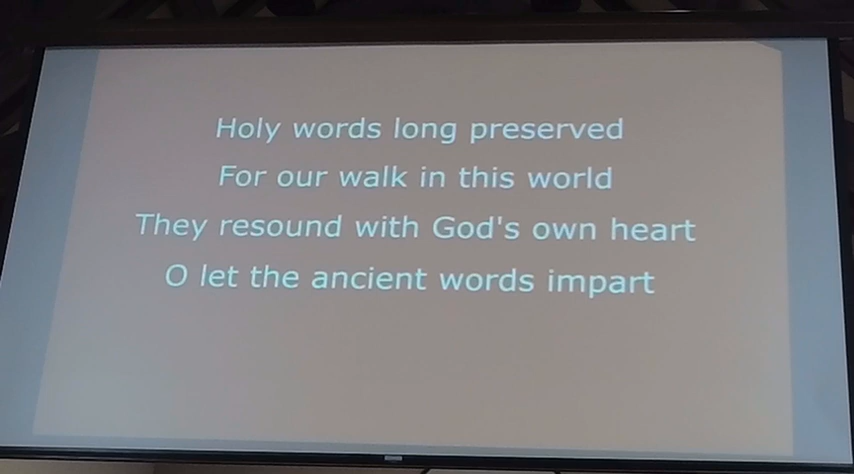 Holy words long preserved
For our walk in this world
They resound with God's own heart
O let the ancient words impart